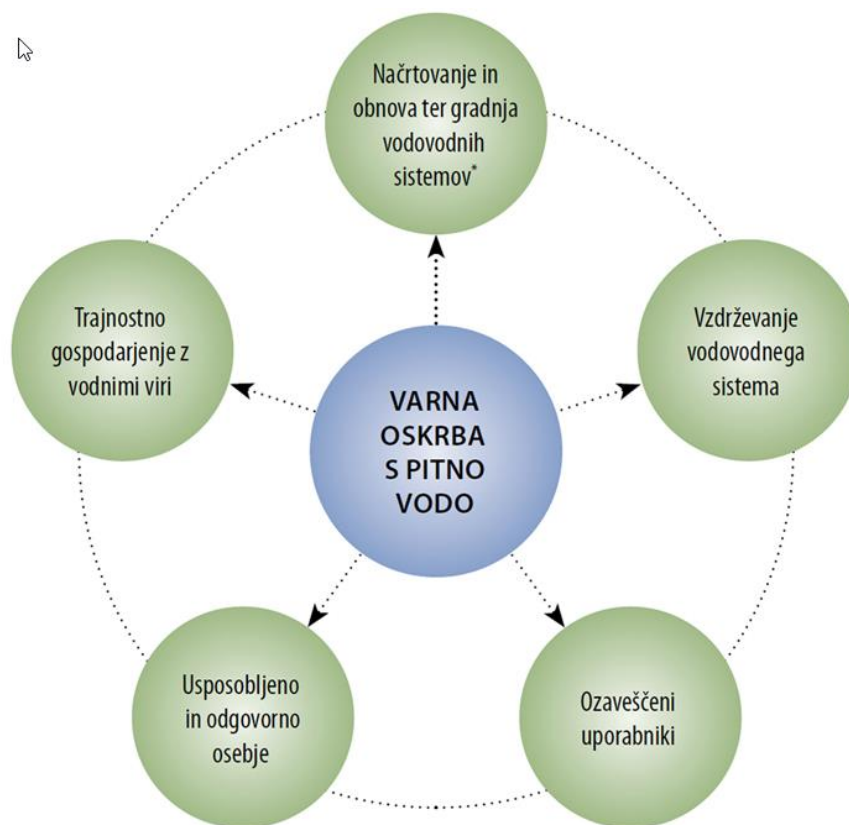 Načrtovanje in
obnova ter gradnja
vodovodnih
sistemov*
Trajnostno
gospodarjenje z
vodnimi viri
Vzdrževanje
vodovodnega
sistema
VARNA
OSKRBA
S PITNO
VODO
Usposobljeno
in odgovorno
osebje
Ozaveščeni
uporabniki